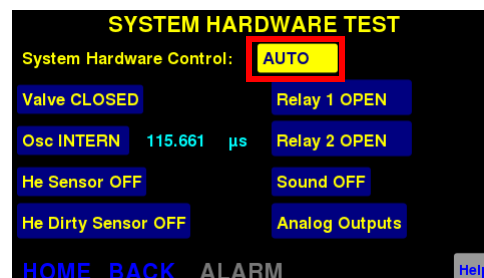 SYSTEM HARDWARE TEST
System Hardware Control: AUTO
Valve CLOSED Relay 1 OPEN
Osc INTERN 115.661 µs Relay 2 OPEN
He Sensor OFF Sound OFF
He Dirty Sensor OFF Analog Outputs
HOME BACK ALARM Help